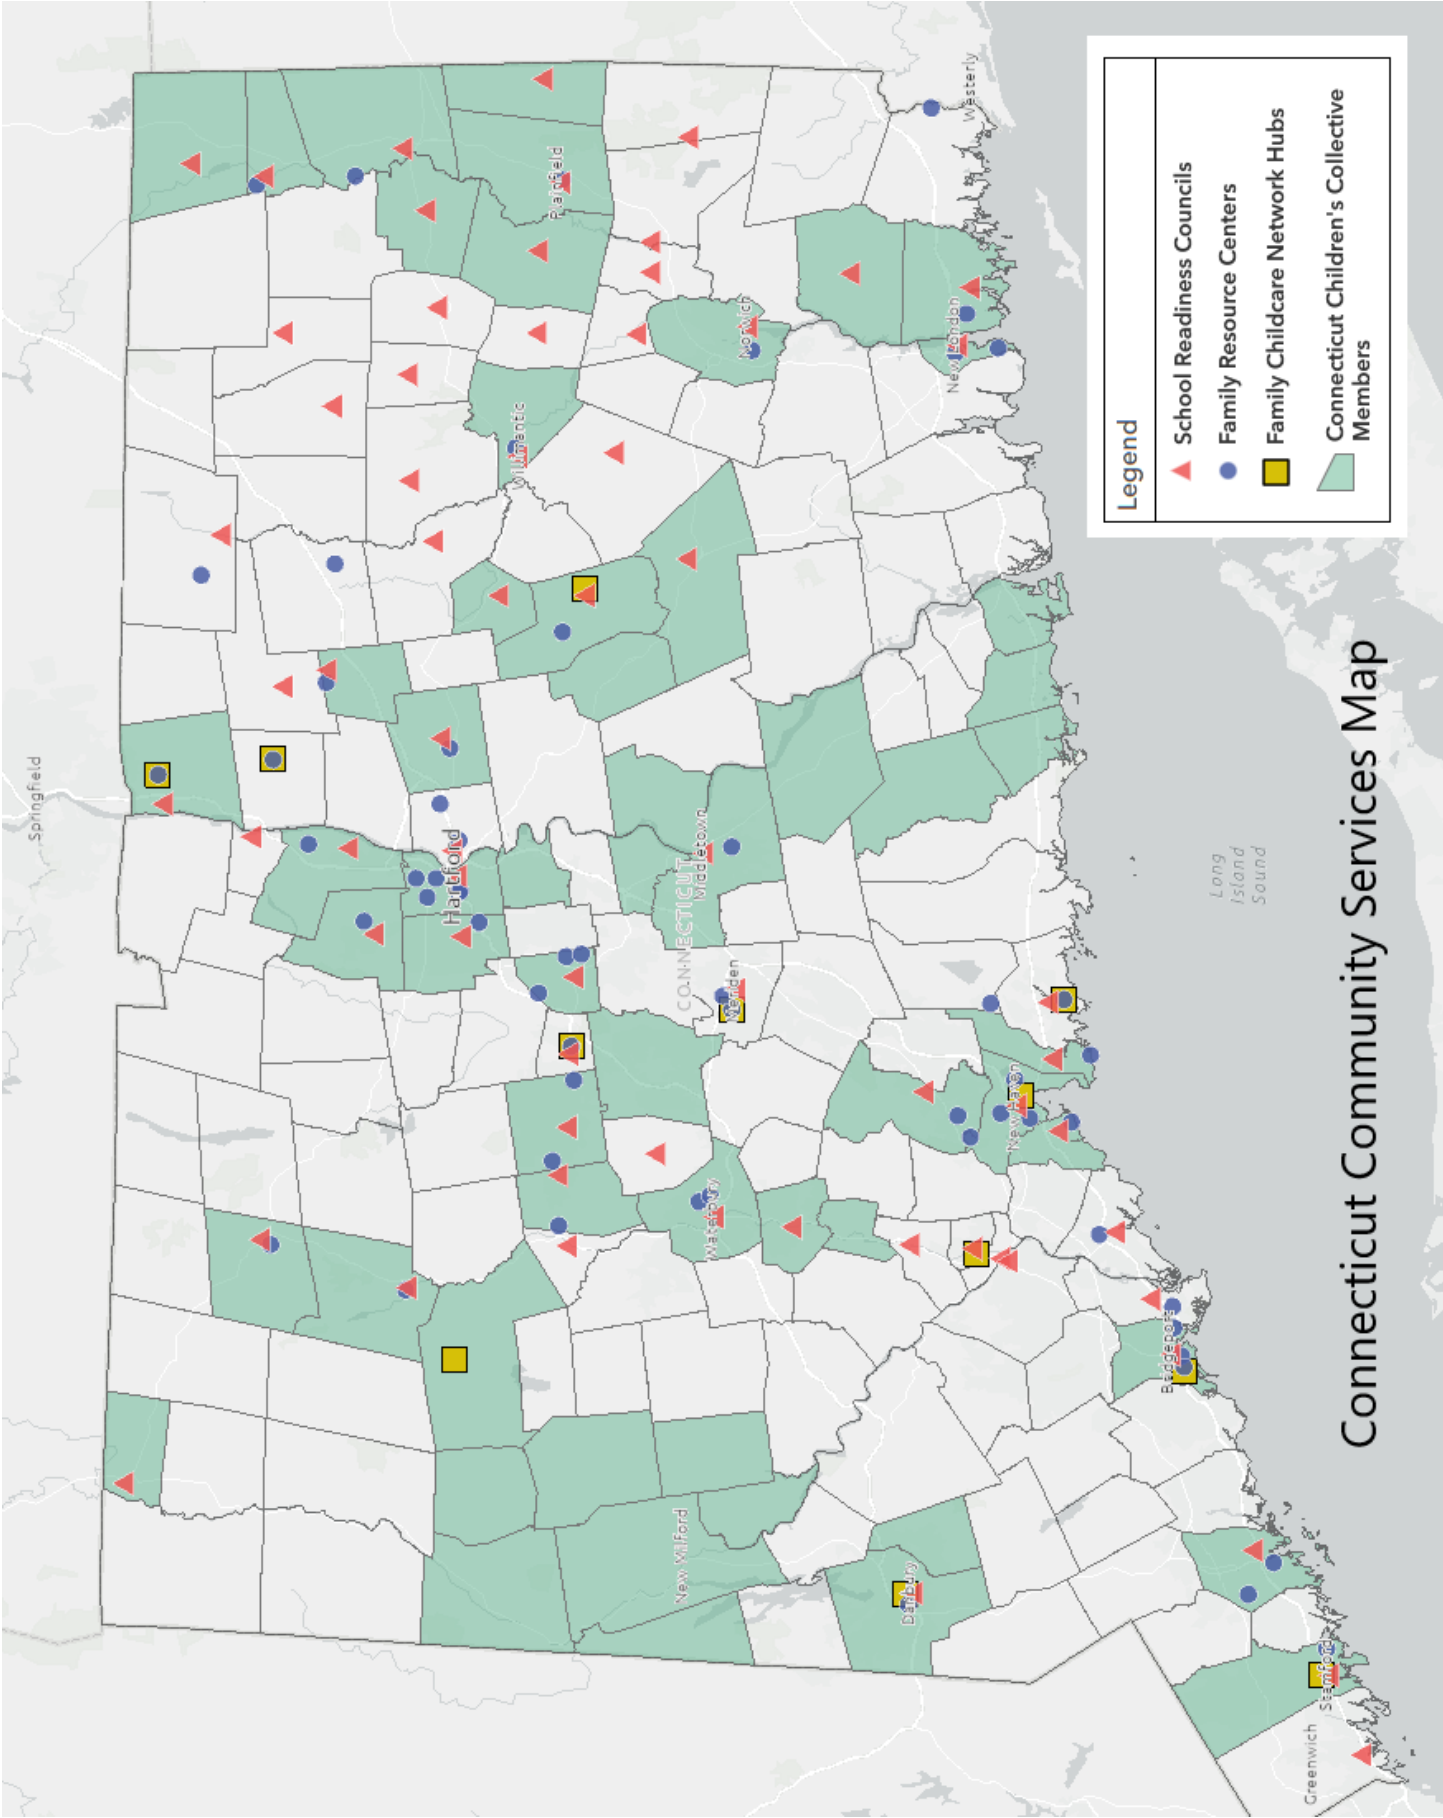 Springfield
Hartford
Willimantic
Plainfield
CONNECTICUT
Middletown
Norwich
New Milford
Waterbury
Meriden
Danbury
New Haven
New London
Westerly
Bridgeport
Stamford
Greenwich
Long
Island
Sound
Connecticut Community Services Map
Legend
School Readiness Councils
Family Resource Centers
Family Childcare Network Hubs
Connecticut Children's Collective
Members